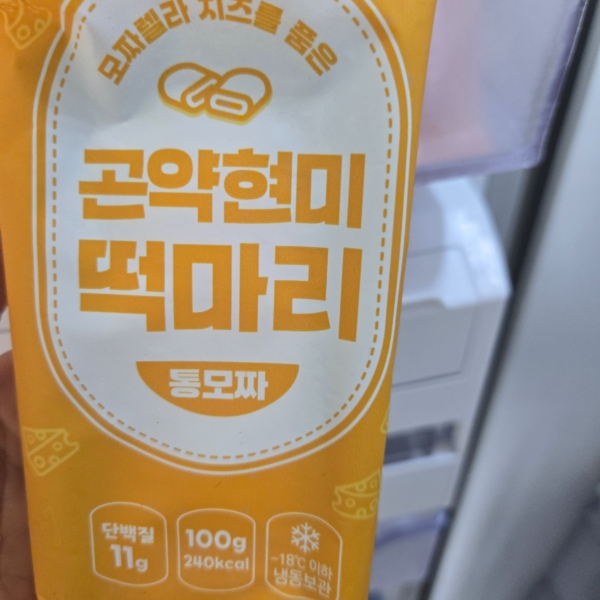 모짜렐라 치즈를 품은
곤약현미
떡마리
통모짜
단백질
11g
100g
240kcal
-18℃ 이하
냉동보관